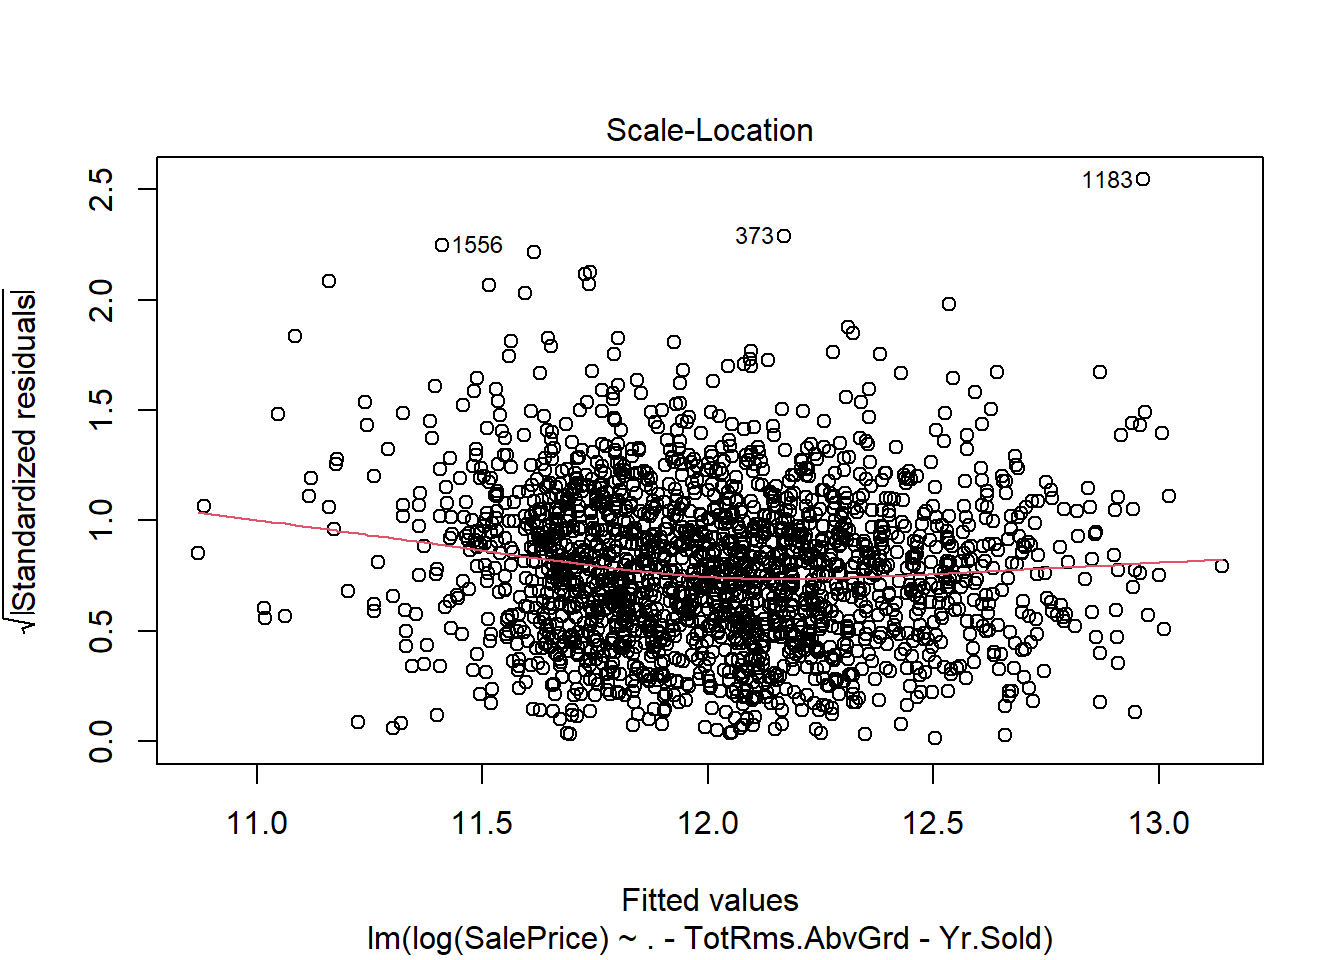 Scale-Location
√|Standardized residuals|
2.5
2.0
1.5
1.0
0.5
0.0
1183
373
1556
11.0 11.5 12.0 12.5 13.0
Fitted values
lm(log(SalePrice) ~ . - TotRms.AbvGrd - Yr.Sold)